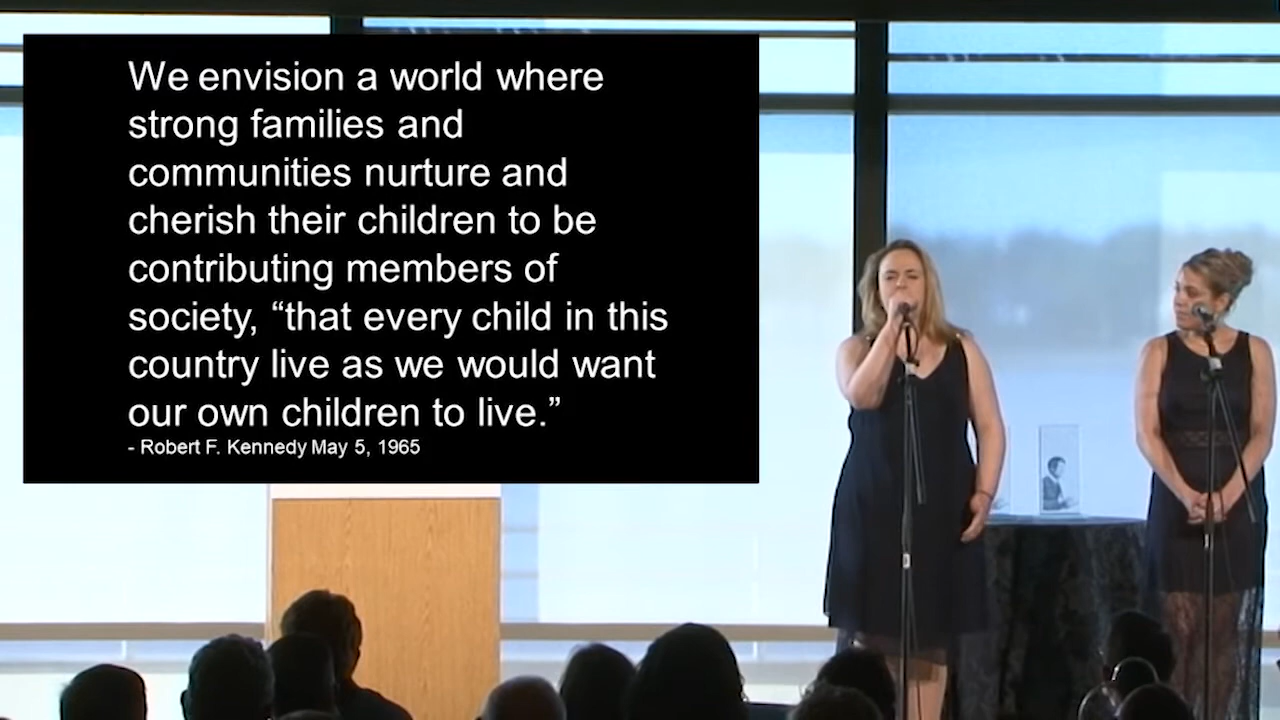 We envision a world where
strong families and
communities nurture and
cherish their children to be
contributing members of
society, “that every child in this
country live as we would want
our own children to live.”
- Robert F. Kennedy May 5, 1965